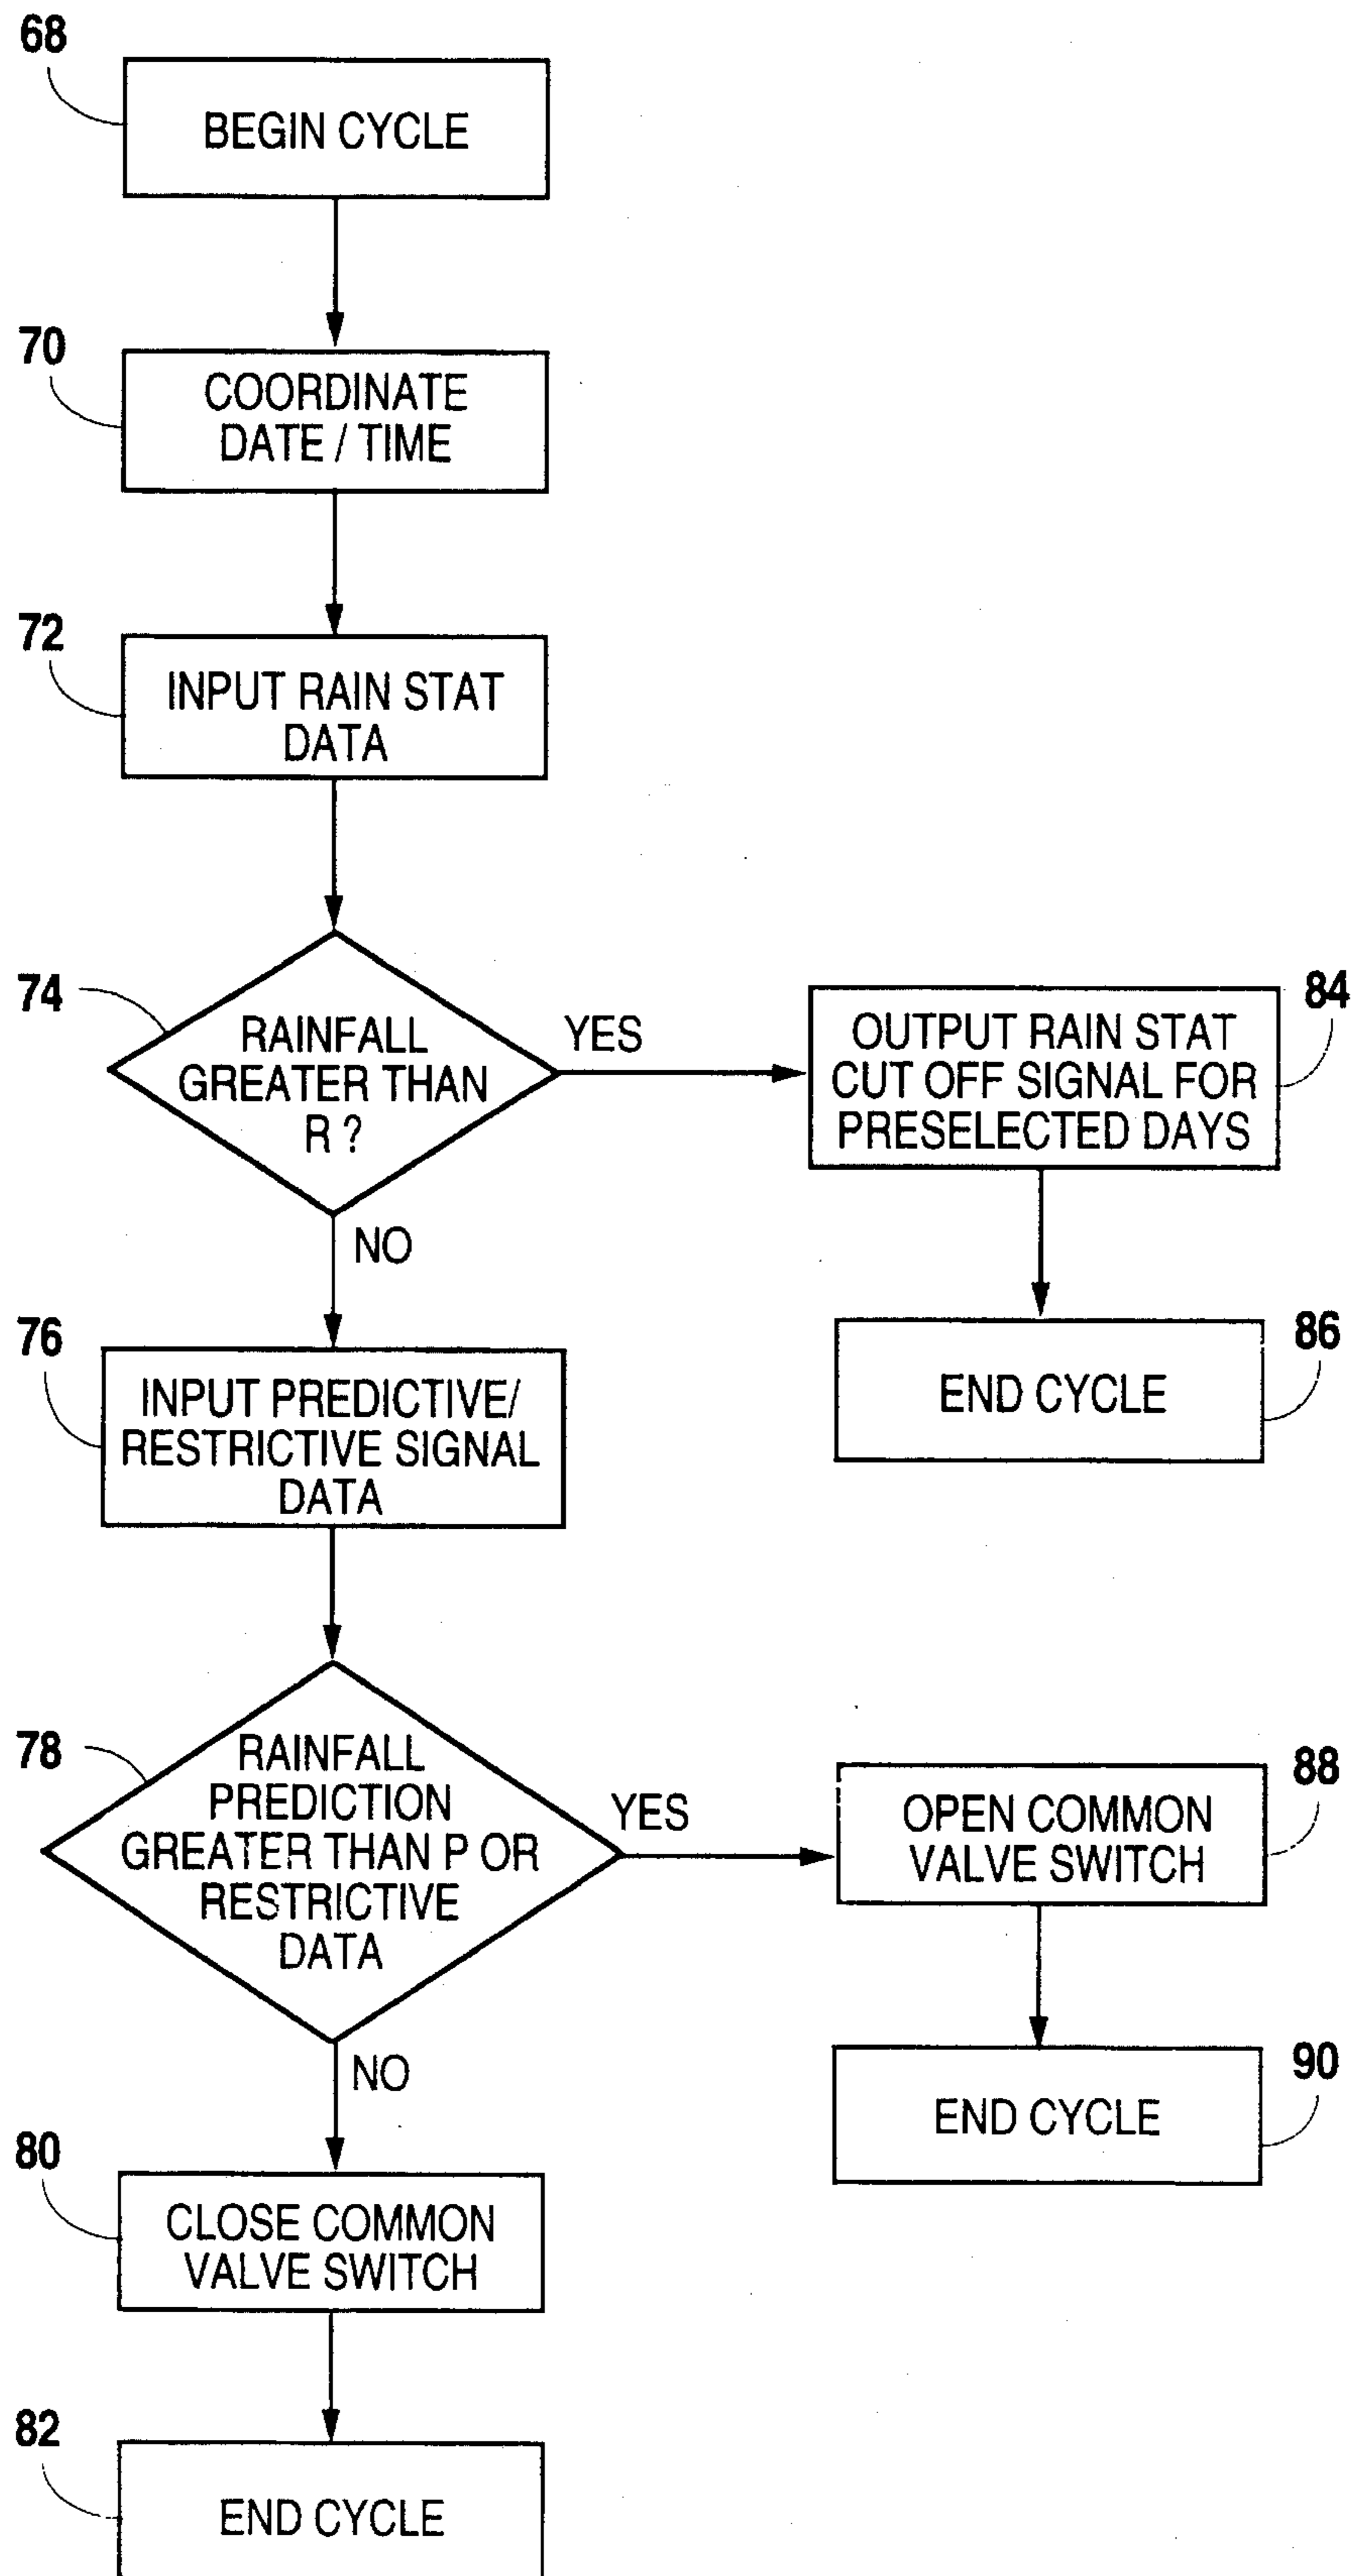 68
BEGIN CYCLE
70
COORDINATE
DATE / TIME
72
INPUT RAIN STAT
DATA
74
RAINFALL
GREATER THAN
R ?
YES
84
OUTPUT RAIN STAT
CUT OFF SIGNAL FOR
PRESELECTED DAYS
NO
86
END CYCLE
76
INPUT PREDICTIVE/
RESTRICTIVE SIGNAL
DATA
78
RAINFALL
PREDICTION
GREATER THAN P OR
RESTRICTIVE
DATA
YES
88
OPEN COMMON
VALVE SWITCH
NO
90
END CYCLE
80
CLOSE COMMON
VALVE SWITCH
82
END CYCLE